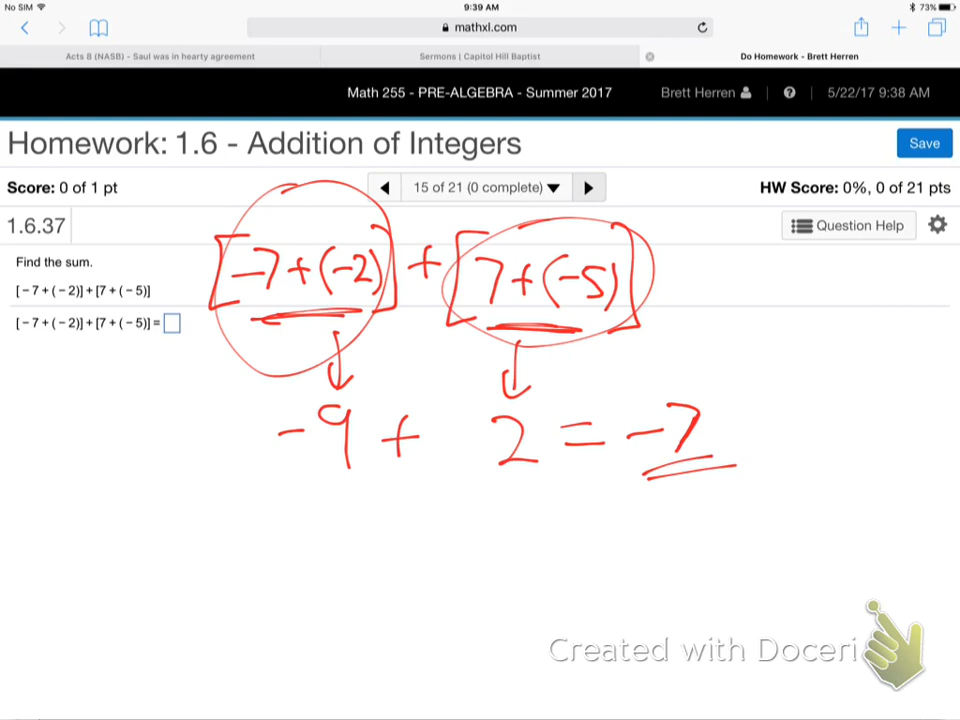 No SIM 9:39 AM 73%
mathxl.com
Acts 8 (NASB) - Saul was in hearty agreement Sermons | Capitol Hill Baptist Do Homework - Brett Herren
Math 255 - PRE-ALGEBRA - Summer 2017 Brett Herren | ? | 5/22/17 9:38 AM
Homework: 1.6 - Addition of Integers Save
Score: 0 of 1 pt 15 of 21 (0 complete) HW Score: 0%, 0 of 21 pts
1.6.37 Question Help
Find the sum.
[-7+(-2)] + [7+(-5)]
[ − 7 + ( − 2)] + [7 + ( − 5)]
[ − 7 + ( − 2)] + [7 + ( − 5)] =
-9 + 2 = -7
Created with Doceri